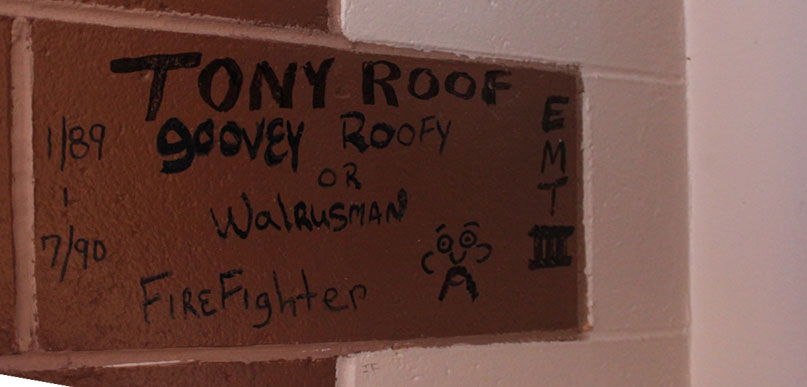 TONY ROOF
goovey ROOFY
OR
WalRUSMAN
FIREFighter
1/89
-
7/90
EMT
III